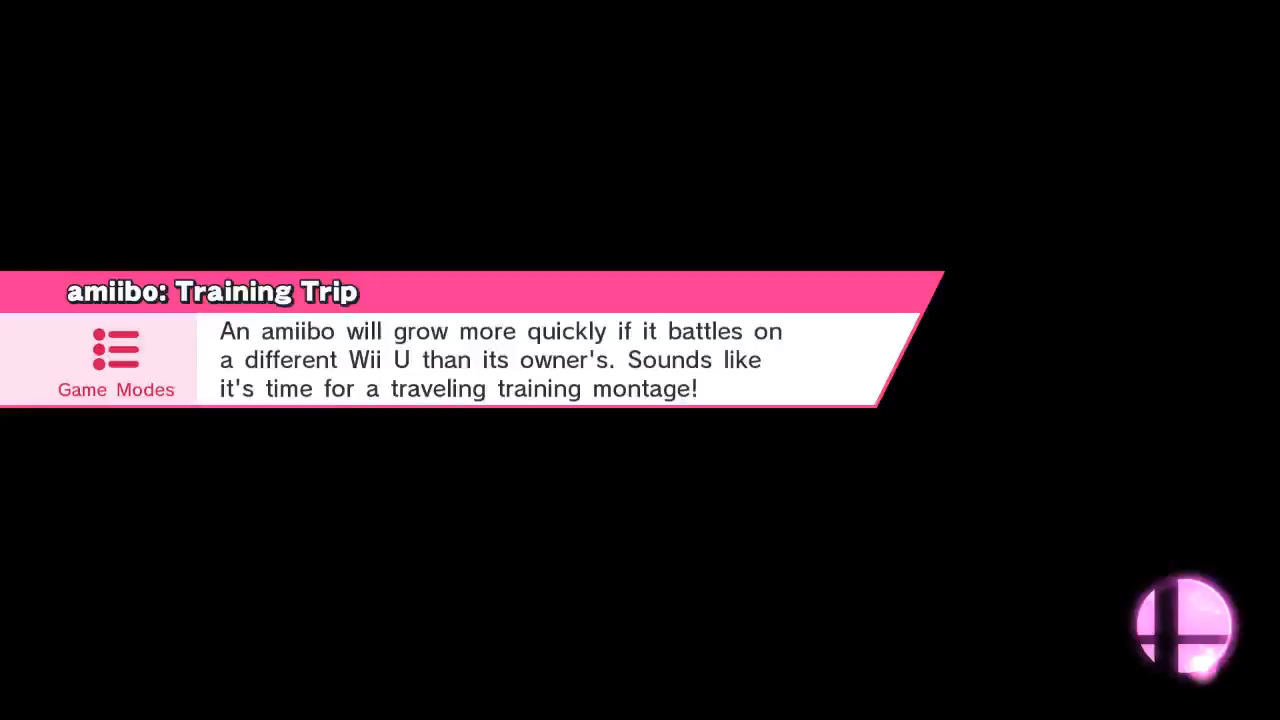 amiibo: Training Trip
An amiibo will grow more quickly if it battles on
a different Wii U than its owner's. Sounds like
it's time for a traveling training montage!
Game Modes